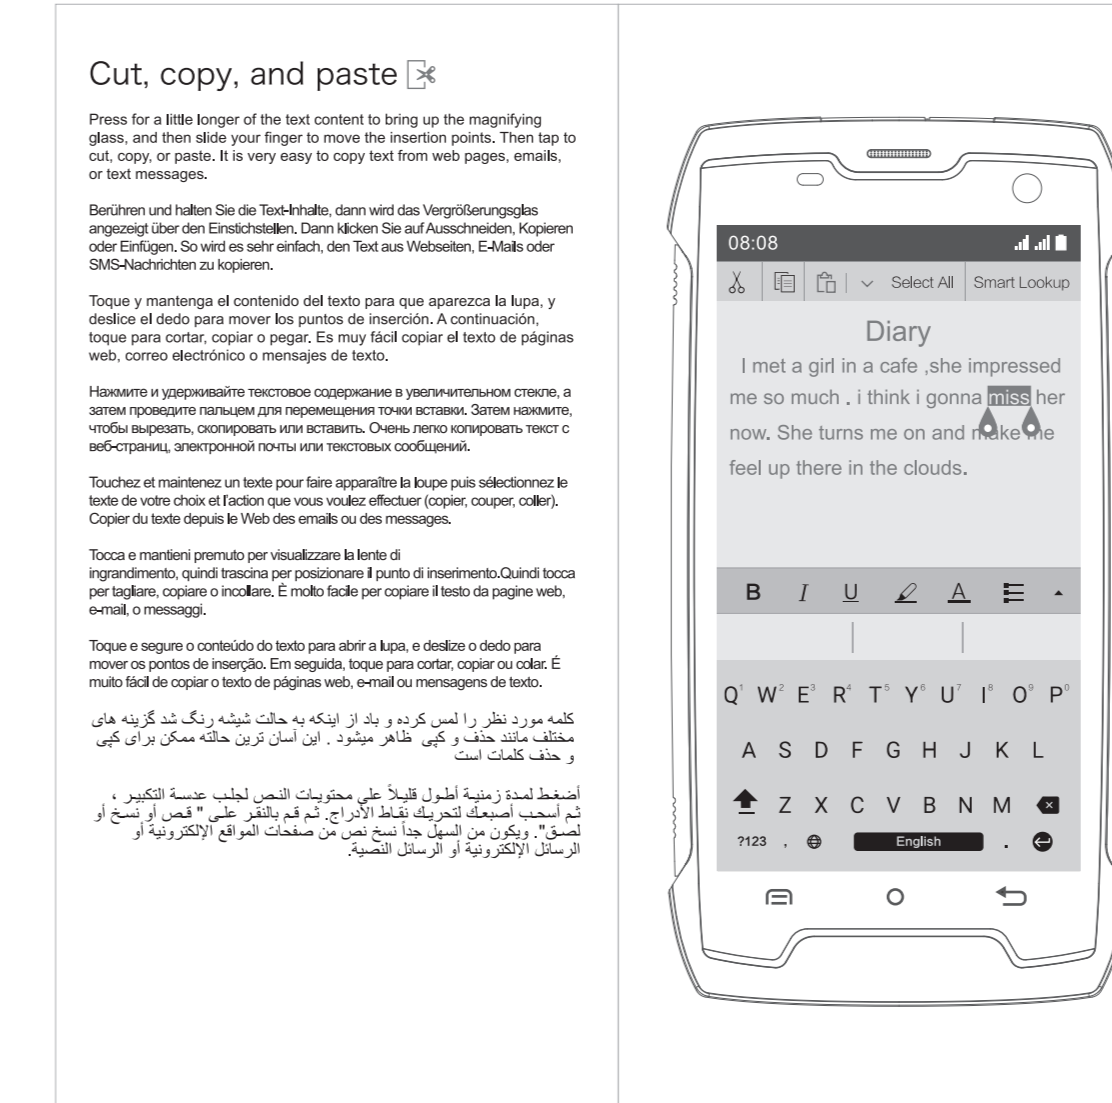 Cut, copy, and paste
Press for a little longer of the text content to bring up the magnifying
glass, and then slide your finger to move the insertion points. Then tap to
cut, copy, or paste. It is very easy to copy text from web pages, emails,
or text messages.
Berühren und halten Sie die Text-Inhalte, dann wird das Vergrößerungsglas
angezeigt über den Einstichstellen. Dann klicken Sie auf Ausschneiden, Kopieren
oder Einfügen. So wird es sehr einfach, den Text aus Webseiten, E-Mails oder
SMS-Nachrichten zu kopieren.
Toque y mantenga el contenido del texto para que aparezca la lupa, y
deslice el dedo para mover los puntos de inserción. A continuación,
toque para cortar, copiar o pegar. Es muy fácil copiar el texto de páginas
web, correo electrónico o mensajes de texto.
Нажмите и удерживайте текстовое содержание в увеличительном стекле, а
затем проведите пальцем для перемещения точки вставки. Затем нажмите,
чтобы вырезать, скопировать или вставить. Очень легко копировать текст с
веб-страниц, электронной почты или текстовых сообщений.
Touchez et maintenez un texte pour faire apparaître la loupe puis sélectionnez le
texte de votre choix et l'action que vous voulez effectuer (copier, couper, coller).
Copier du texte depuis le Web des emails ou des messages.
Tocca e mantieni premuto per visualizzare la lente di
ingrandimento, quindi trascina per posizionare il punto di inserimento.Quindi tocca
per tagliare, copiare o incollare. È molto facile per copiare il testo da pagine web,
e-mail, o messaggi.
Toque e segure o conteúdo do texto para abrir a lupa, e deslize o dedo para
mover os pontos de inserção. Em seguida, toque para cortar, copiar ou colar. É
muito fácil de copiar o texto de páginas web, e-mail ou mensagens de texto.
کلمه مورد نظر را لمس کرده و باد از اینکه به حالت شیشه رنگ شد گزینه های
مختلف مانند حذف و کپی ظاهر میشود . این آسان ترین حالته ممکن برای کپی
و حذف کلمات است
أضغط لمدة زمنية أطول قليلاً على محتويات النص لجلب عدسة التكبير ،
ثم أسحب أصبعك لتحريك نقاط الأدراج. ثم قم بالنقر على " قص أو نسخ أو
لصق". ويكون من السهل جداً نسخ نص من صفحات المواقع الإلكترونية أو
الرسائل الإلكترونية أو الرسائل النصية.
08:08
Select All Smart Lookup
Diary
I met a girl in a cafe ,she impressed
me so much . i think i gonna miss her
now. She turns me on and make me
feel up there in the clouds.
B I U A
Q1 W2 E3 R4 T5 Y6 U7 I8 O9 P0
A S D F G H J K L
Z X C V B N M
?123 , English .